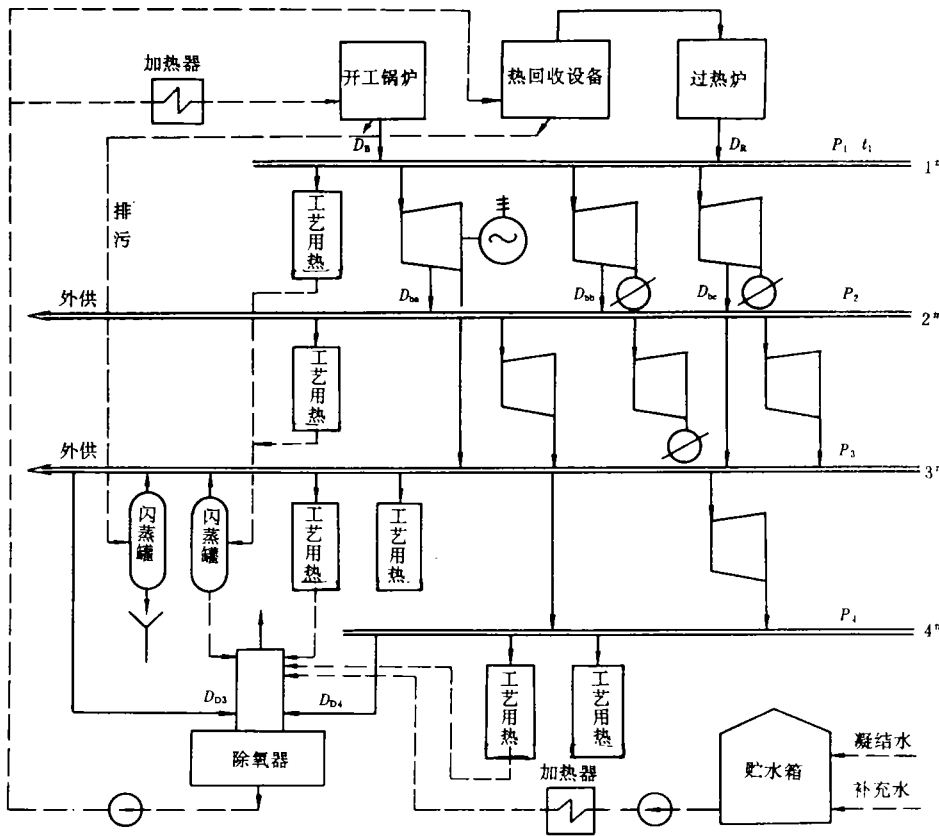 加热器
开工锅炉
热回收设备
过热炉
D_B
D_R
P_1 t_1
1#
工艺用热
排污
D_ba
D_bb
D_bc
外供
P_2
2#
工艺用热
外供
P_3
3#
闪蒸罐
闪蒸罐
工艺用热
工艺用热
P_4
4#
D_D3
D_D4
工艺用热
工艺用热
除氧器
加热器
贮水箱
凝结水
补充水